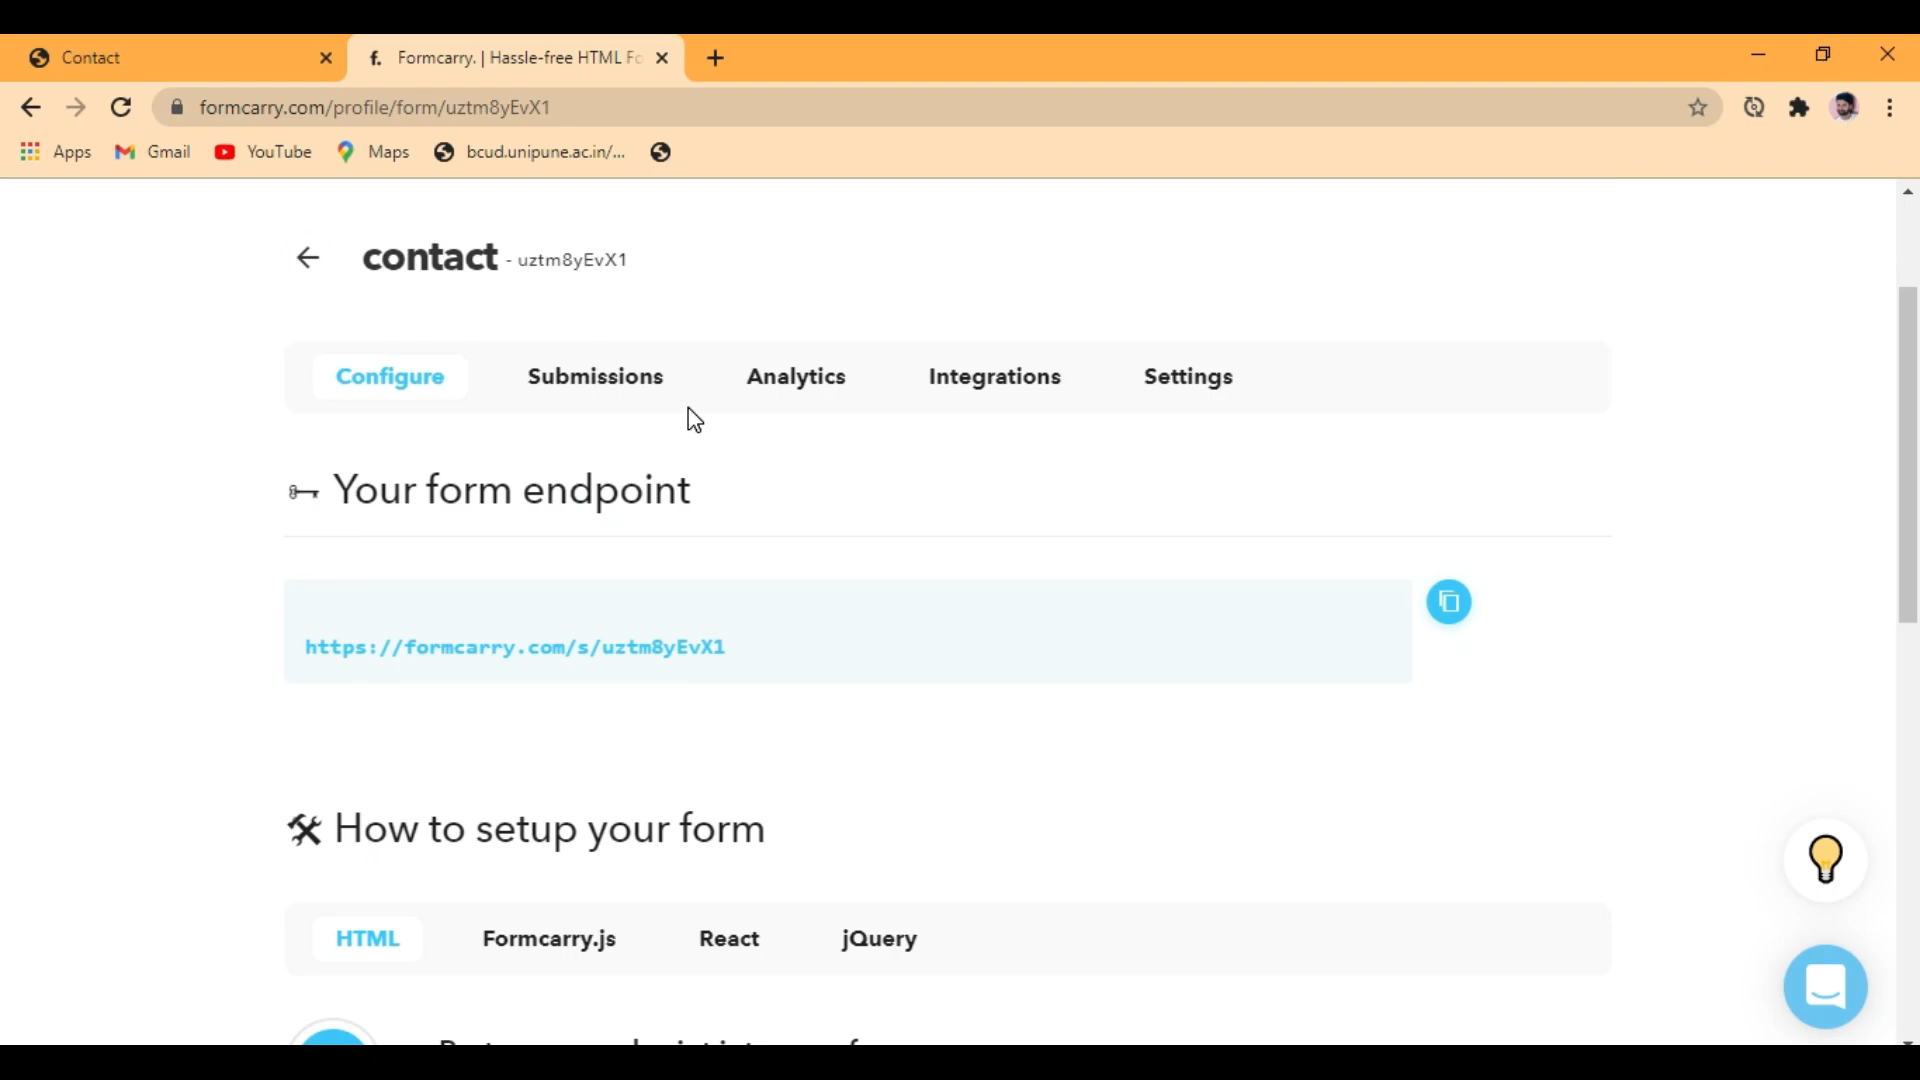 Contact
f. Formcarry. | Hassle-free HTML Fo
formcarry.com/profile/form/uztm8yEvX1
Apps Gmail YouTube Maps bcud.unipune.ac.in/...
contact - uztm8yEvX1
Configure Submissions Analytics Integrations Settings
Your form endpoint
https://formcarry.com/s/uztm8yEvX1
How to setup your form
HTML Formcarry.js React jQuery